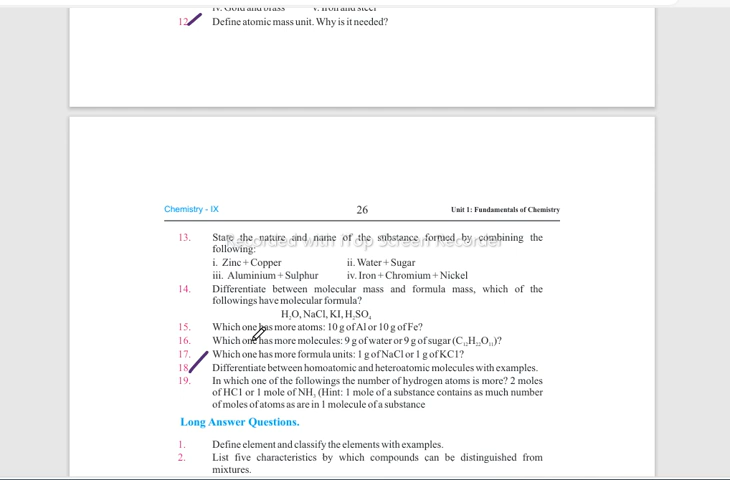 iv. Gold and brass v. Iron and steel
12. Define atomic mass unit. Why is it needed?
Chemistry - IX 26 Unit 1: Fundamentals of Chemistry
Recorded with iTop Screen Recorder
13. State the nature and name of the substance formed by combining the
following:
i. Zinc + Copper ii. Water + Sugar
iii. Aluminium + Sulphur iv. Iron + Chromium + Nickel
14. Differentiate between molecular mass and formula mass, which of the
followings have molecular formula?
H₂O, NaCl, KI, H₂SO₄
15. Which one has more atoms: 10 g of Al or 10 g of Fe?
16. Which one has more molecules: 9 g of water or 9 g of sugar (C₁₂H₂₂O₁₁)?
17. Which one has more formula units: 1 g of NaCl or 1 g of KC1?
18. Differentiate between homoatomic and heteroatomic molecules with examples.
19. In which one of the followings the number of hydrogen atoms is more? 2 moles
of HC1 or 1 mole of NH₃ (Hint: 1 mole of a substance contains as much number
of moles of atoms as are in 1 molecule of a substance
Long Answer Questions.
1. Define element and classify the elements with examples.
2. List five characteristics by which compounds can be distinguished from
mixtures.